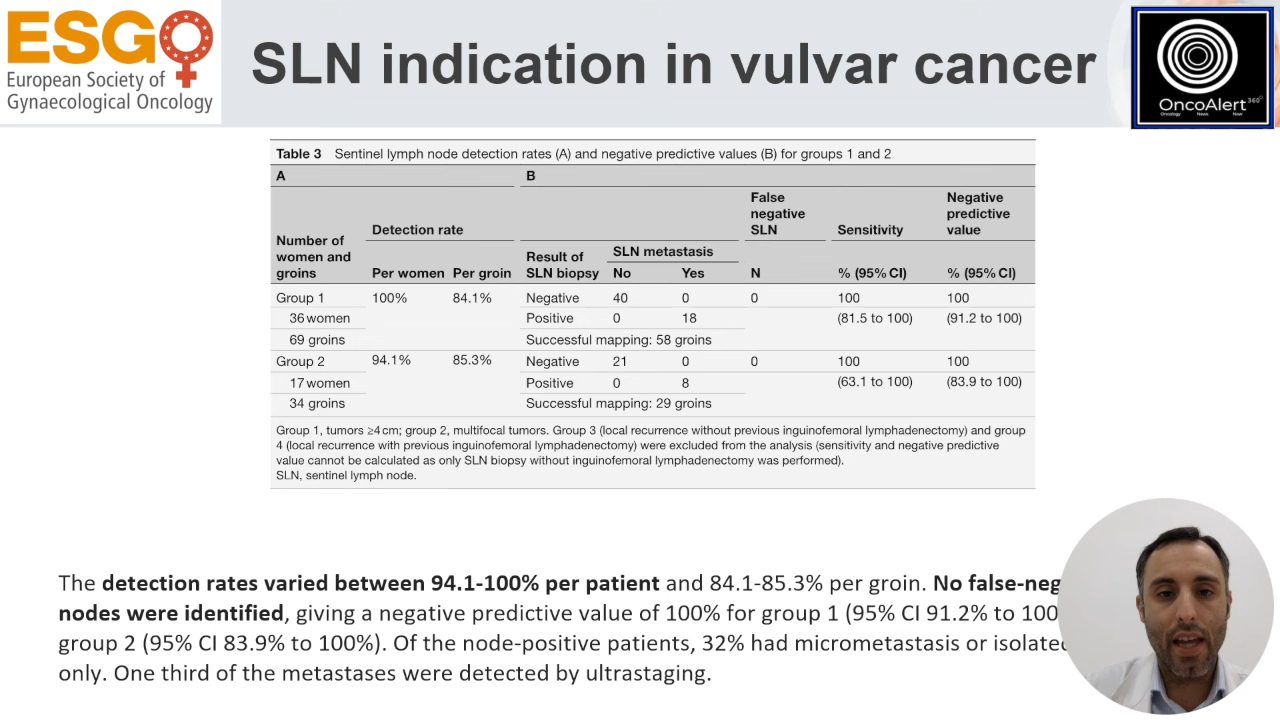 ESGO
European Society of
Gynaecological Oncology
SLN indication in vulvar cancer
OncoAlert 360°
Oncology News Now
Table 3 Sentinel lymph node detection rates (A) and negative predictive values (B) for groups 1 and 2
A B
Number of women and groins Detection rate Result of SLN biopsy SLN metastasis False negative SLN Sensitivity Negative predictive value
Per women Per groin No Yes N % (95% CI) % (95% CI)
Group 1 100% 84.1% Negative 40 0 0 100 100
36 women Positive 0 18 (81.5 to 100) (91.2 to 100)
69 groins Successful mapping: 58 groins
Group 2 94.1% 85.3% Negative 21 0 0 100 100
17 women Positive 0 8 (63.1 to 100) (83.9 to 100)
34 groins Successful mapping: 29 groins
Group 1, tumors ≥4 cm; group 2, multifocal tumors. Group 3 (local recurrence without previous inguinofemoral lymphadenectomy) and group
4 (local recurrence with previous inguinofemoral lymphadenectomy) were excluded from the analysis (sensitivity and negative predictive
value cannot be calculated as only SLN biopsy without inguinofemoral lymphadenectomy was performed).
SLN, sentinel lymph node.
The detection rates varied between 94.1-100% per patient and 84.1-85.3% per groin. No false-neg
nodes were identified, giving a negative predictive value of 100% for group 1 (95% CI 91.2% to 100
group 2 (95% CI 83.9% to 100%). Of the node-positive patients, 32% had micrometastasis or isolated
only. One third of the metastases were detected by ultrastaging.